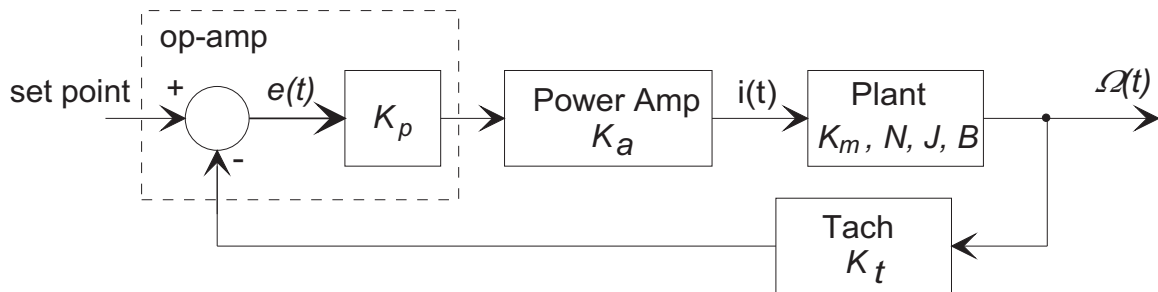 op-amp
set point
+
-
e(t)
K_p
Power Amp
K_a
i(t)
Plant
K_m , N, J, B
Ω(t)
Tach
K_t